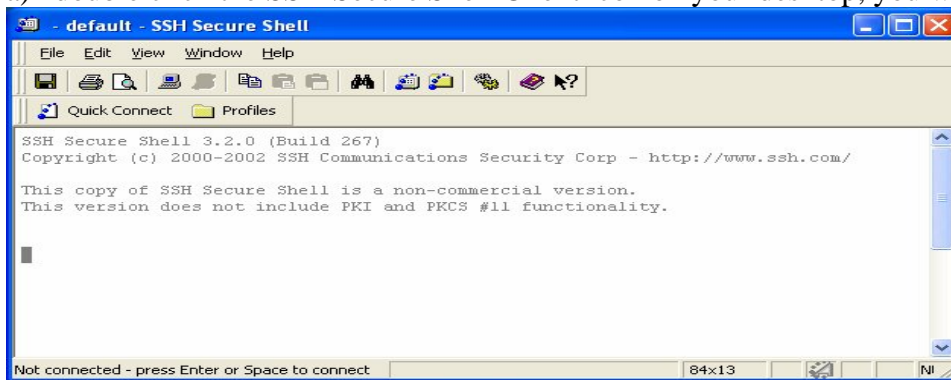 - default - SSH Secure Shell
File Edit View Window Help
Quick Connect Profiles
SSH Secure Shell 3.2.0 (Build 267)
Copyright (c) 2000-2002 SSH Communications Security Corp - http://www.ssh.com/
This copy of SSH Secure Shell is a non-commercial version.
This version does not include PKI and PKCS #11 functionality.
Not connected - press Enter or Space to connect 84x13